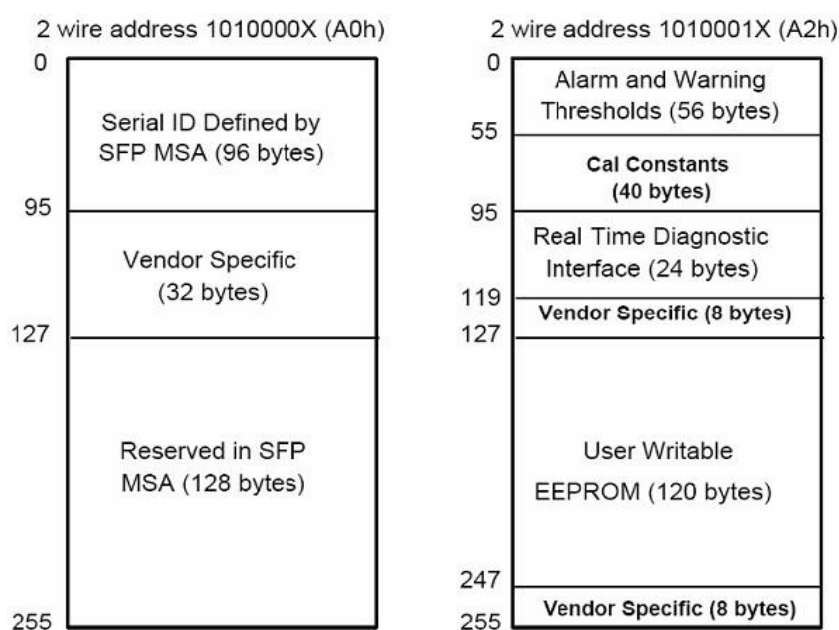 2 wire address 1010000X (A0h)
0
Serial ID Defined by
SFP MSA (96 bytes)
95
Vendor Specific
(32 bytes)
127
Reserved in SFP
MSA (128 bytes)
255
2 wire address 1010001X (A2h)
0
Alarm and Warning
Thresholds (56 bytes)
55
Cal Constants
(40 bytes)
95
Real Time Diagnostic
Interface (24 bytes)
119
Vendor Specific (8 bytes)
127
User Writable
EEPROM (120 bytes)
247
Vendor Specific (8 bytes)
255